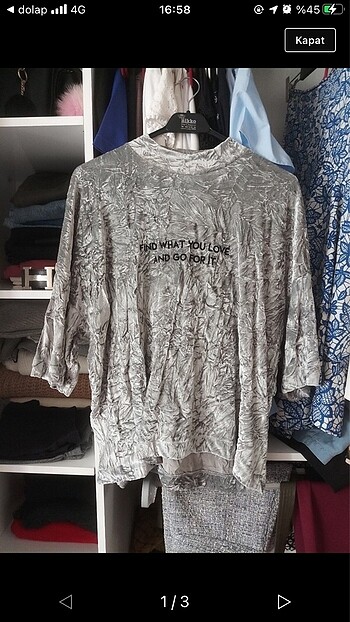 dolap 4G 16:58 %45
Kapat
FIND WHAT YOU LOVE
AND GO FOR IT.
1/3